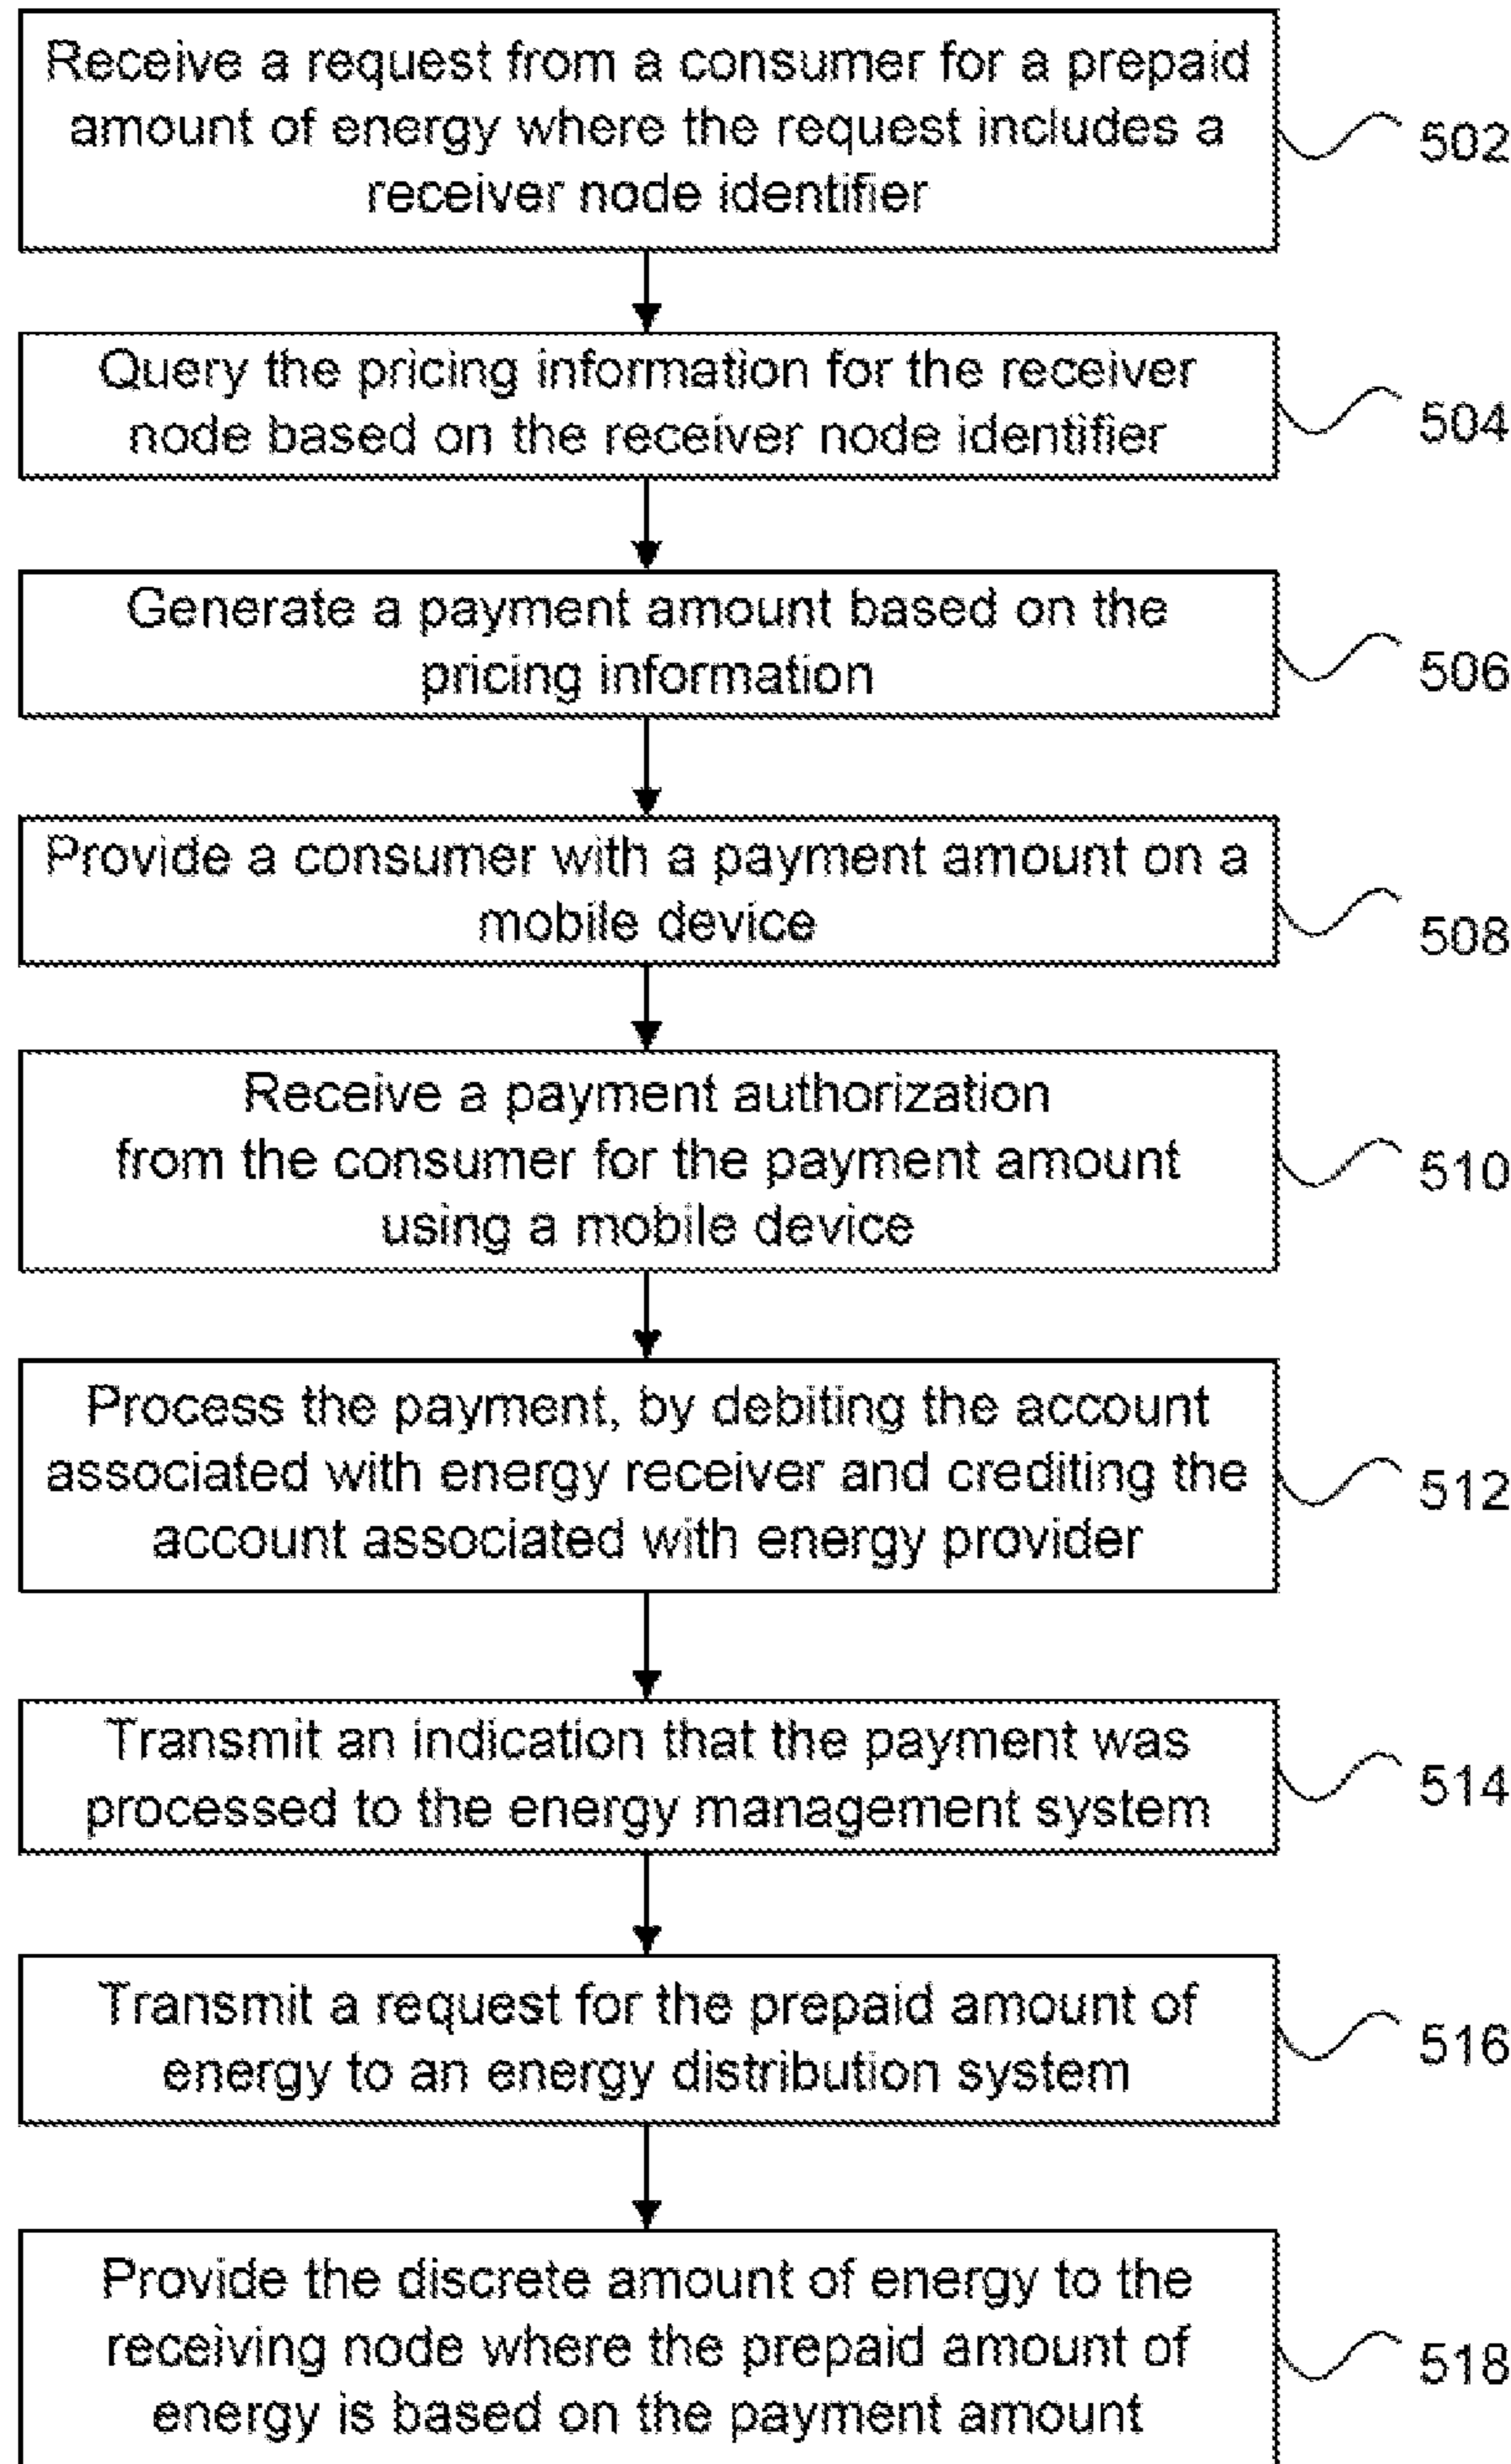 Receive a request from a consumer for a prepaid
amount of energy where the request includes a
receiver node identifier
502
Query the pricing information for the receiver
node based on the receiver node identifier
504
Generate a payment amount based on the
pricing information
506
Provide a consumer with a payment amount on a
mobile device
508
Receive a payment authorization
from the consumer for the payment amount
using a mobile device
510
Process the payment, by debiting the account
associated with energy receiver and crediting the
account associated with energy provider
512
Transmit an indication that the payment was
processed to the energy management system
514
Transmit a request for the prepaid amount of
energy to an energy distribution system
516
Provide the discrete amount of energy to the
receiving node where the prepaid amount of
energy is based on the payment amount
518